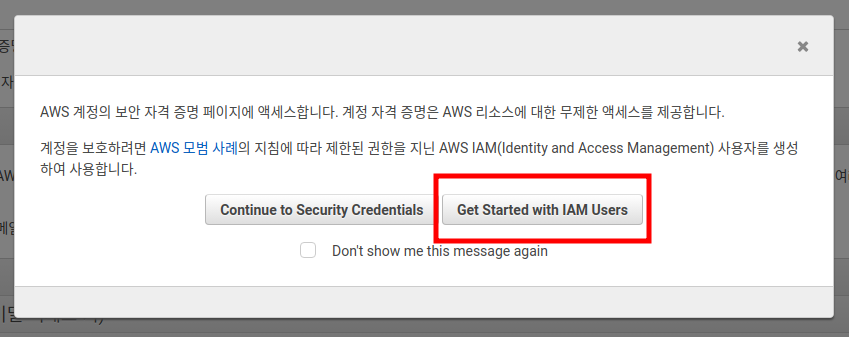 AWS 계정의 보안 자격 증명 페이지에 액세스합니다. 계정 자격 증명은 AWS 리소스에 대한 무제한 액세스를 제공합니다.
계정을 보호하려면 AWS 모범 사례의 지침에 따라 제한된 권한을 지닌 AWS IAM(Identity and Access Management) 사용자를 생성
하여 사용합니다.
Continue to Security Credentials
Get Started with IAM Users
Don't show me this message again